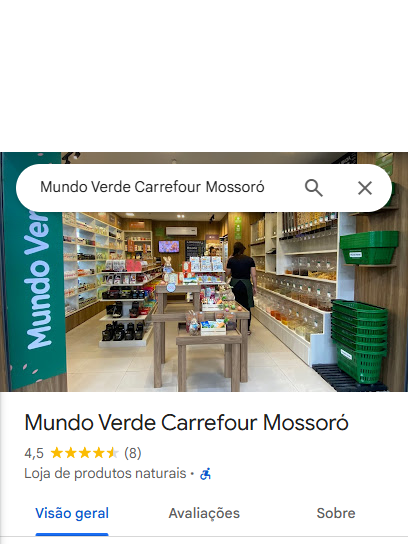 Mundo Verde Carrefour Mossoró
Mundo Ver
Mundo Verde Carrefour Mossoró
4,5 (8)
Loja de produtos naturais ·
Visão geral
Avaliações
Sobre